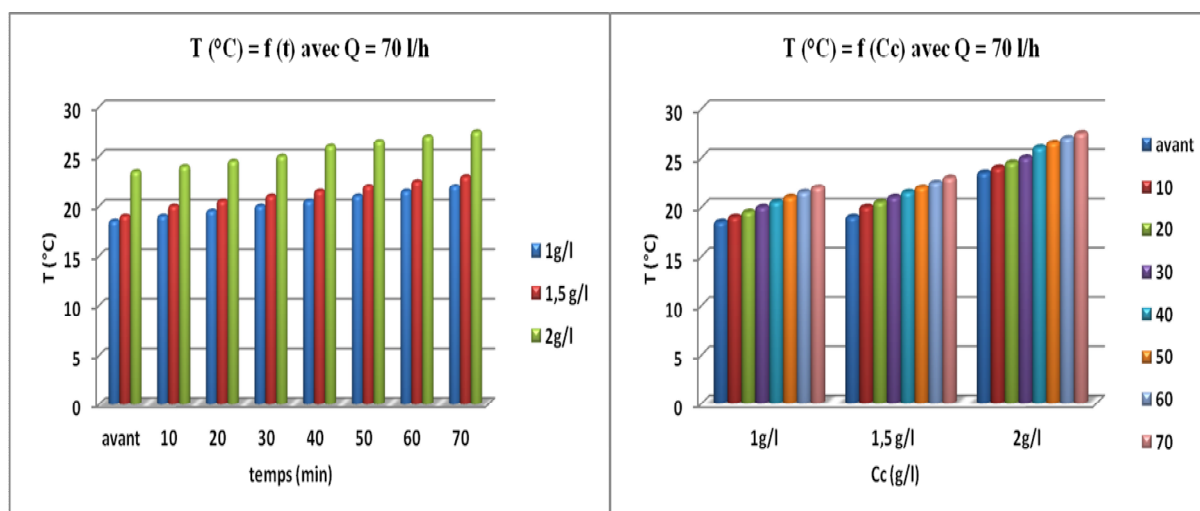 T (°C) = f (t) avec Q = 70 l/h
30
25
20
15
10
5
0
T (°C)
avant 10 20 30 40 50 60 70
temps (min)
1g/l
1,5 g/l
2g/l
T (°C) = f (Cc) avec Q = 70 l/h
30
25
20
15
10
5
0
T (°C)
1g/l 1,5 g/l 2g/l
Cc (g/l)
avant
10
20
30
40
50
60
70